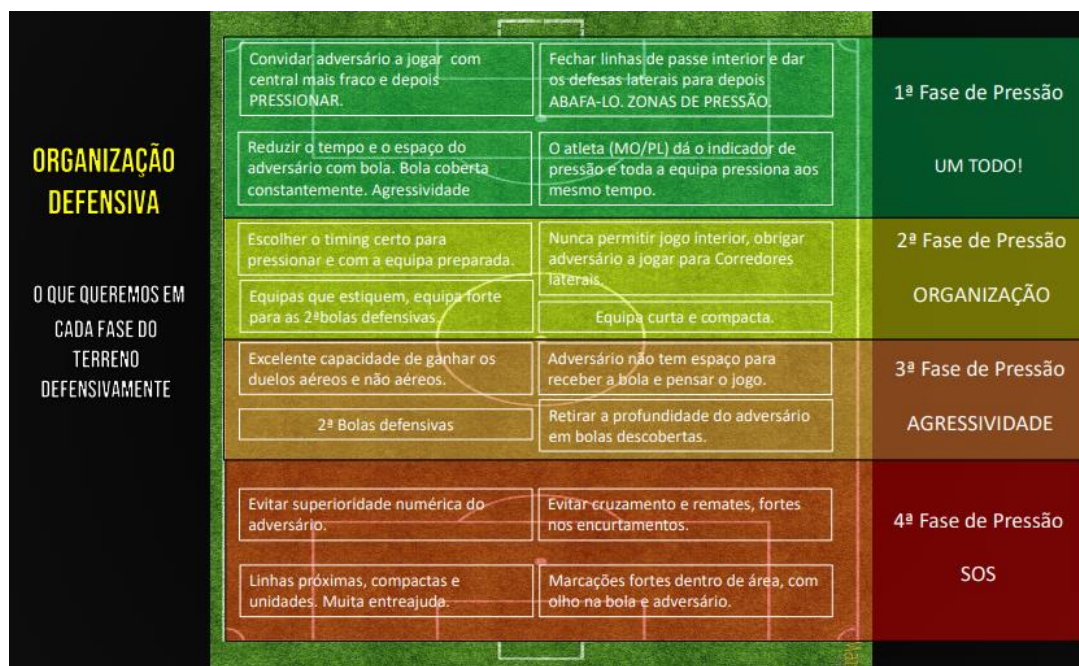 ORGANIZAÇÃO
DEFENSIVA
O QUE QUEREMOS EM
CADA FASE DO
TERRENO
DEFENSIVAMENTE
Convidar adversário a jogar com
central mais fraco e depois
PRESSIONAR.
Fechar linhas de passe interior e dar
os defesas laterais para depois
ABAFA-LO. ZONAS DE PRESSÃO.
Reduzir o tempo e o espaço do
adversário com bola. Bola coberta
constantemente. Agressividade
O atleta (MO/PL) dá o indicador de
pressão e toda a equipa pressiona aos
mesmo tempo.
1ª Fase de Pressão
UM TODO!
Escolher o timing certo para
pressionar e com a equipa preparada.
Nunca permitir jogo interior, obrigar
adversário a jogar para Corredores
laterais.
Equipas que estiquem, equipa forte
para as 2ªbolas defensivas.
Equipa curta e compacta.
2ª Fase de Pressão
ORGANIZAÇÃO
Excelente capacidade de ganhar os
duelos aéreos e não aéreos.
Adversário não tem espaço para
receber a bola e pensar o jogo.
2ª Bolas defensivas
Retirar a profundidade do adversário
em bolas descobertas.
3ª Fase de Pressão
AGRESSIVIDADE
Evitar superioridade numérica do
adversário.
Evitar cruzamento e remates, fortes
nos encurtamentos.
Linhas próximas, compactas e
unidades. Muita entreajuda.
Marcações fortes dentro de área, com
olho na bola e adversário.
4ª Fase de Pressão
SOS